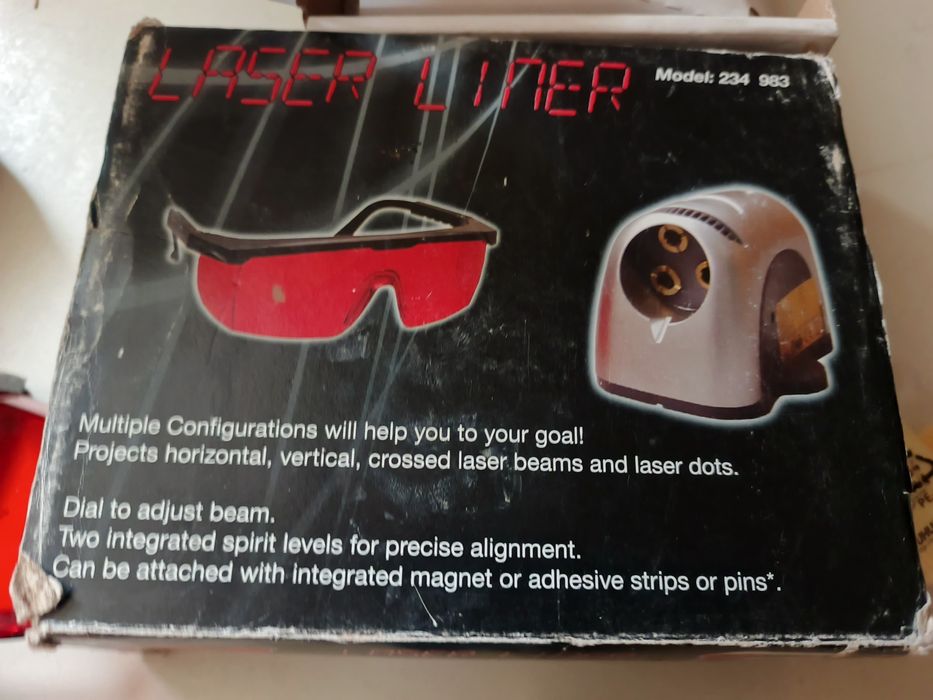 LASER LINER
Model: 234 983
Multiple Configurations will help you to your goal!
Projects horizontal, vertical, crossed laser beams and laser dots.
Dial to adjust beam.
Two integrated spirit levels for precise alignment.
Can be attached with integrated magnet or adhesive strips or pins*.
PE